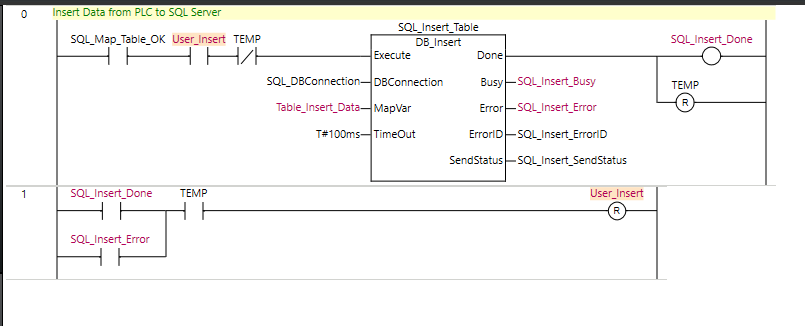 0 Insert Data from PLC to SQL Server
SQL_Insert_Table
SQL_Map_Table_OK User_Insert TEMP DB_Insert SQL_Insert_Done
Execute Done
SQL_DBConnection DBConnection Busy SQL_Insert_Busy TEMP
R
Table_Insert_Data MapVar Error SQL_Insert_Error
T#100ms TimeOut ErrorID SQL_Insert_ErrorID
SendStatus SQL_Insert_SendStatus
1 SQL_Insert_Done TEMP User_Insert
R
SQL_Insert_Error